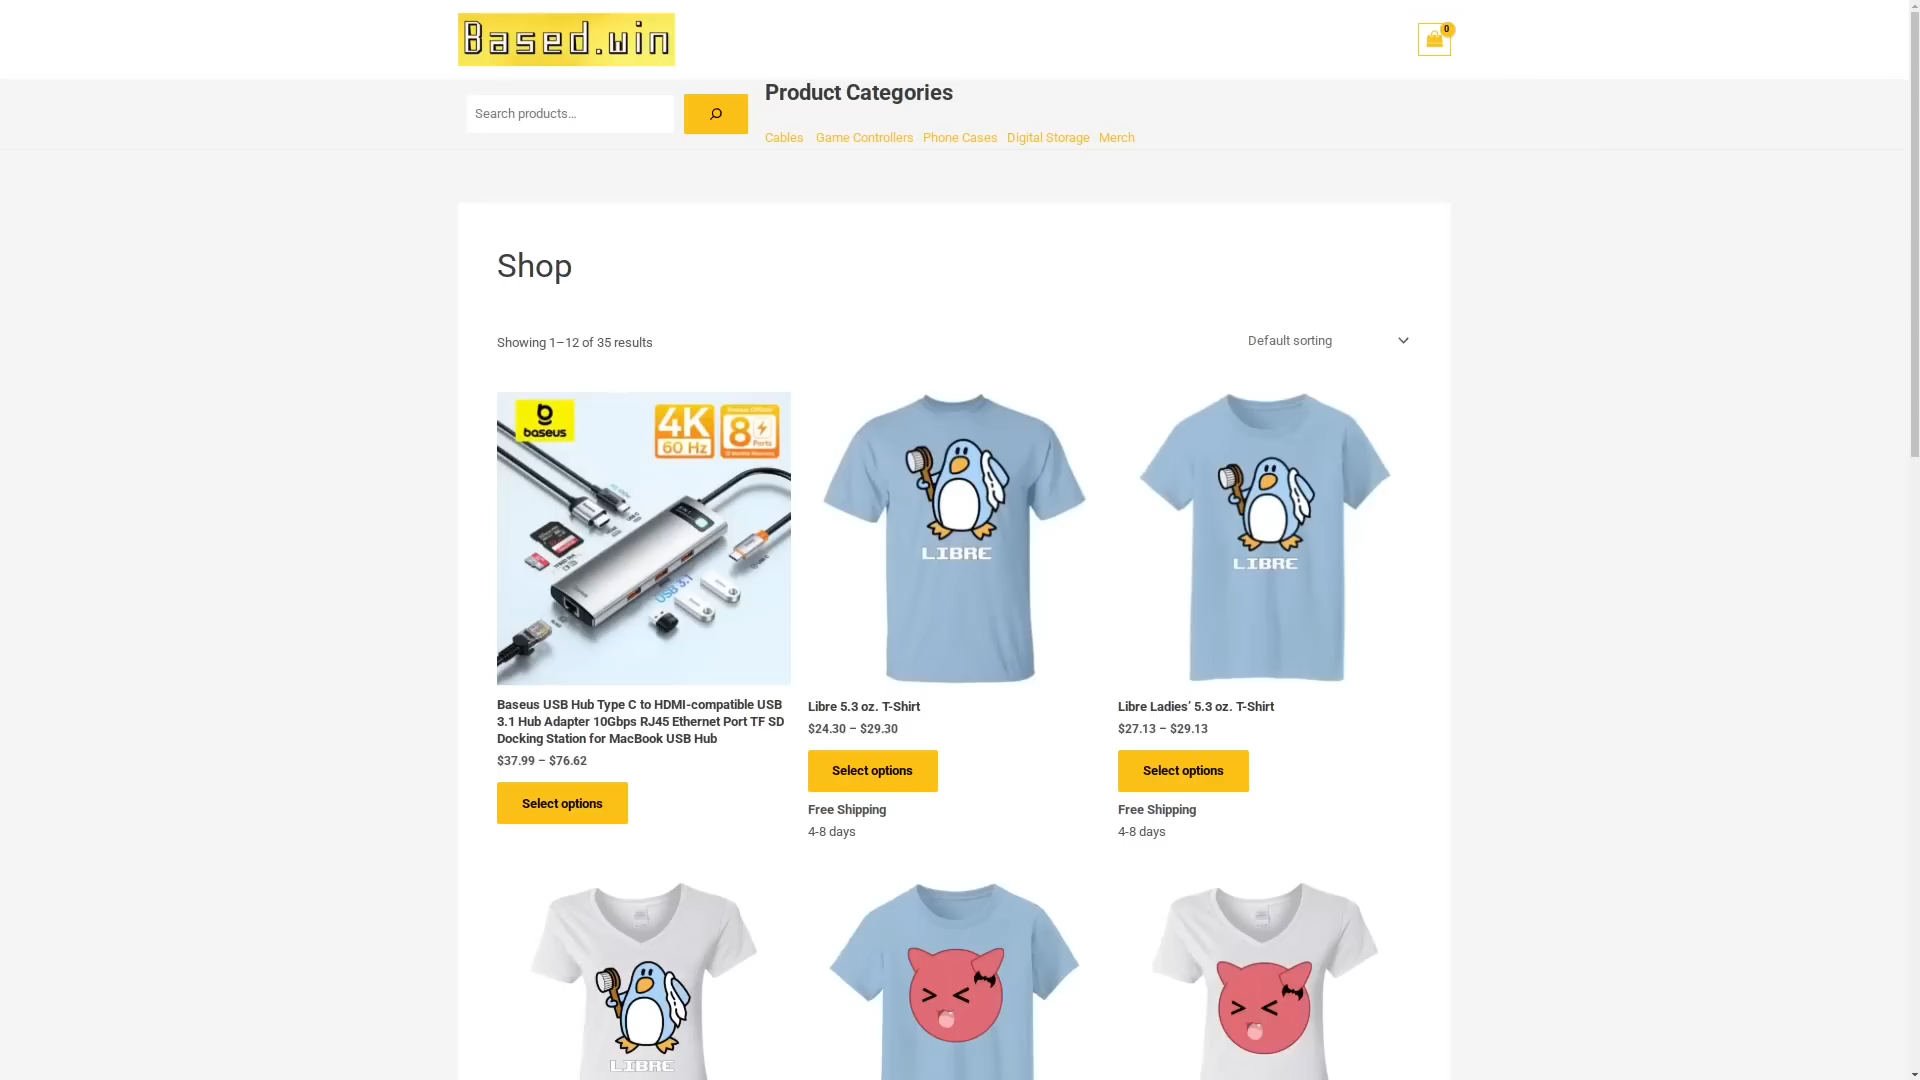 Based.win
0
Product Categories
Search products…
Cables Game Controllers Phone Cases Digital Storage Merch
Shop
Showing 1–12 of 35 results
Default sorting
baseus
4K
60 Hz
8
Ports
USB 3.1
LIBRE
LIBRE
Baseus USB Hub Type C to HDMI-compatible USB
3.1 Hub Adapter 10Gbps RJ45 Ethernet Port TF SD
Docking Station for MacBook USB Hub
$37.99 – $76.62
Select options
Libre 5.3 oz. T-Shirt
$24.30 – $29.30
Select options
Free Shipping
4-8 days
Libre Ladies’ 5.3 oz. T-Shirt
$27.13 – $29.13
Select options
Free Shipping
4-8 days
LIBRE